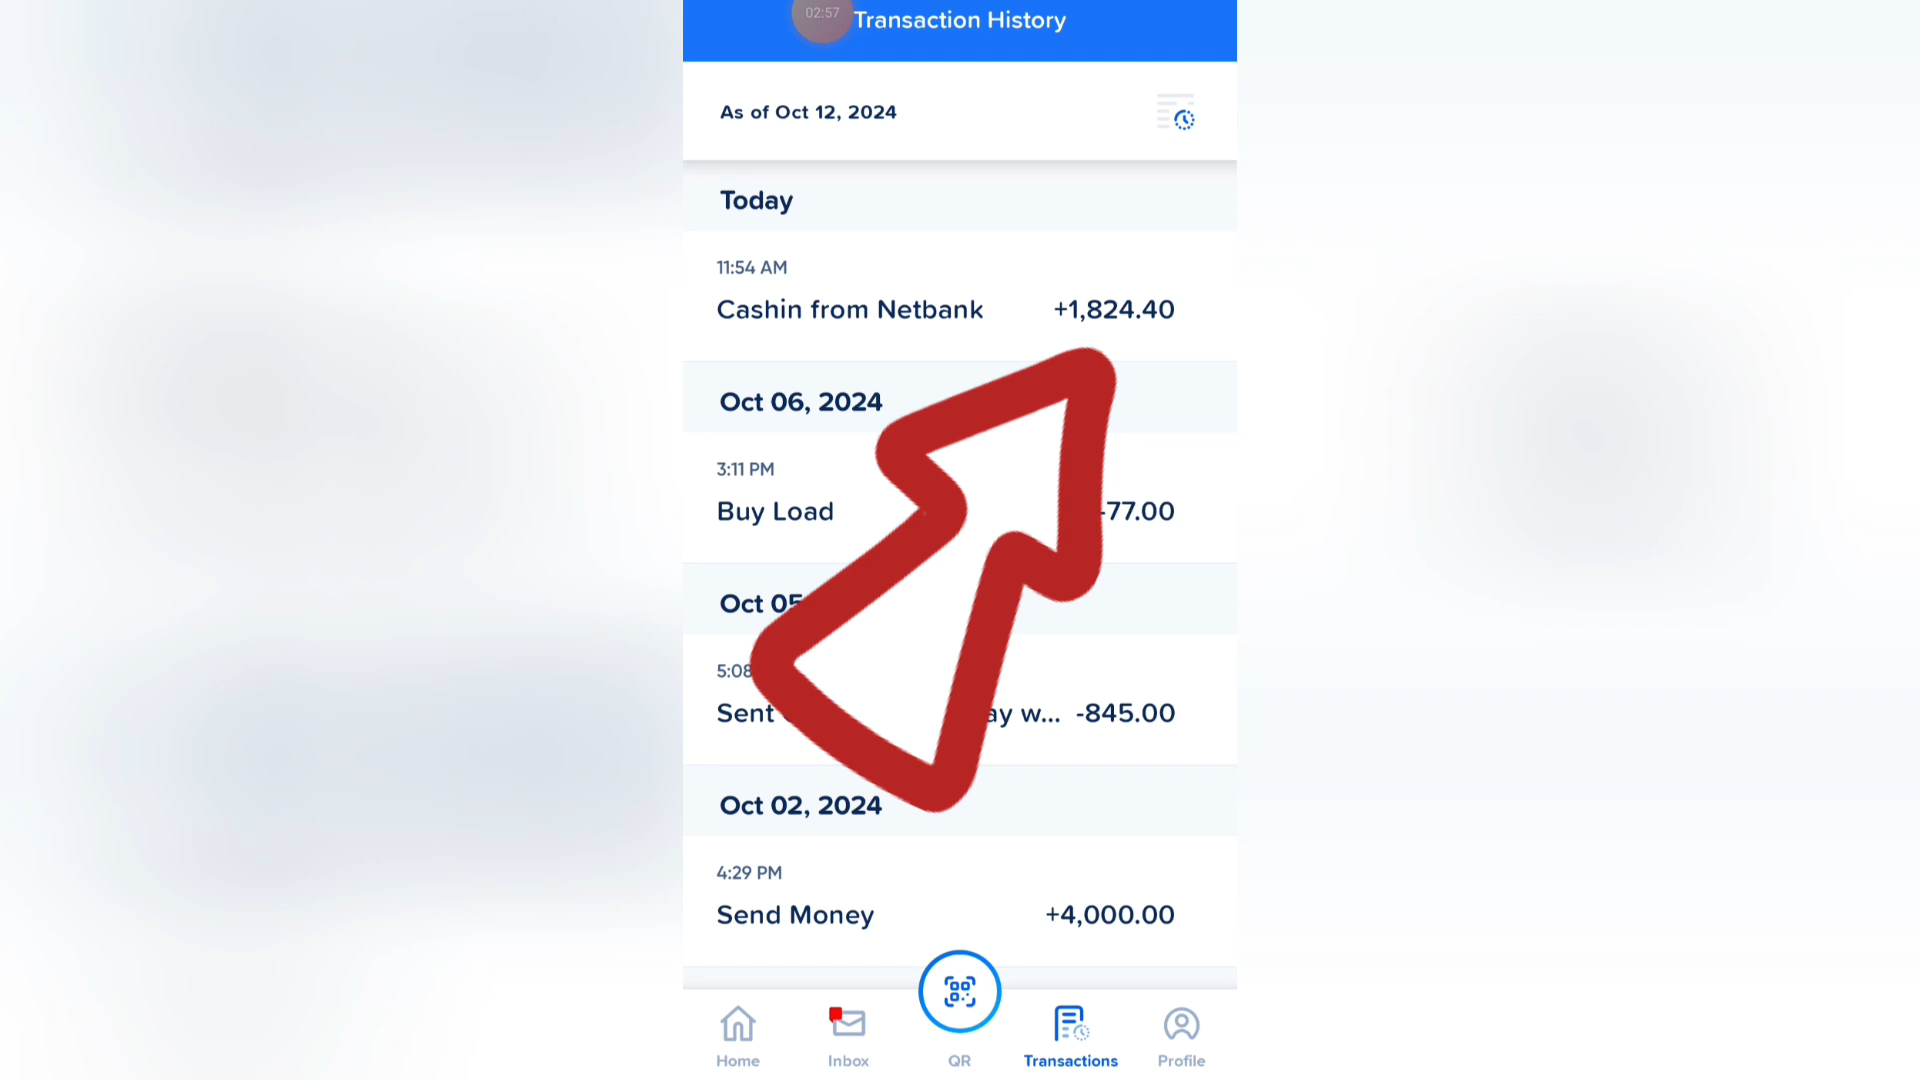 02:57
Transaction History
As of Oct 12, 2024
Today
11:54 AM
Cashin from Netbank +1,824.40
Oct 06, 2024
3:11 PM
Buy Load -77.00
Oct 05
5:08
Sent w... -845.00
Oct 02, 2024
4:29 PM
Send Money +4,000.00
Home Inbox QR Transactions Profile